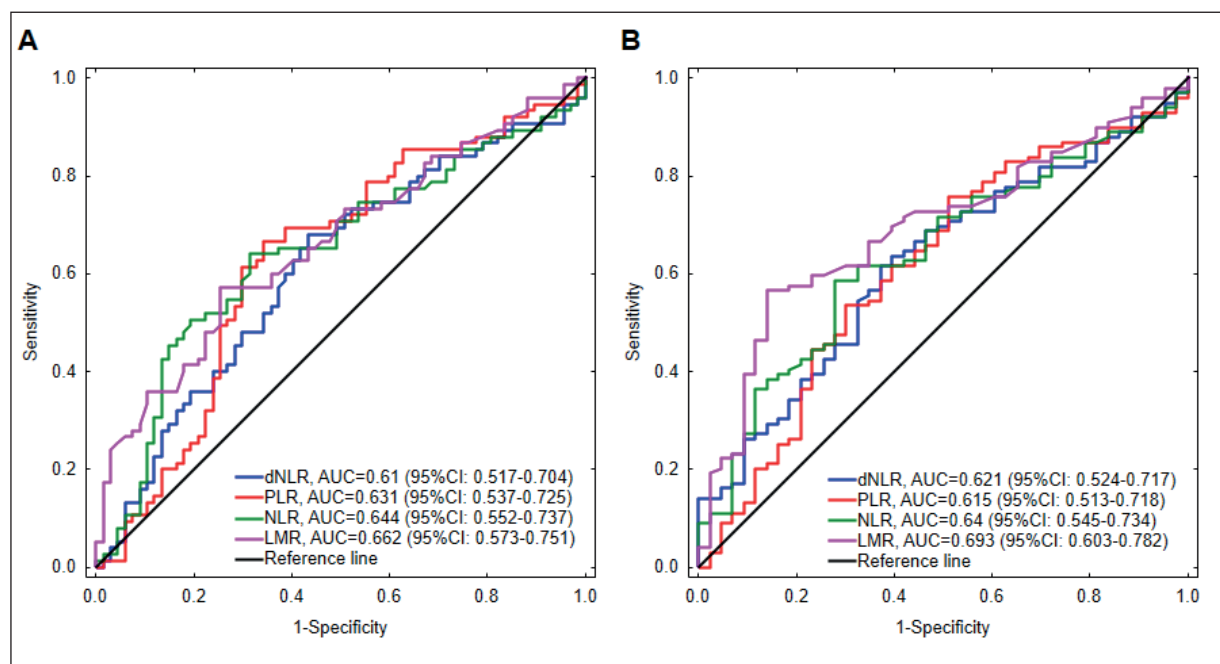 A
1.0
0.8
0.6
0.4
0.2
0.0
Sensitivity
dNLR, AUC=0.61 (95%CI: 0.517-0.704)
PLR, AUC=0.631 (95%CI: 0.537-0.725)
NLR, AUC=0.644 (95%CI: 0.552-0.737)
LMR, AUC=0.662 (95%CI: 0.573-0.751)
Reference line
0.0 0.2 0.4 0.6 0.8 1.0
1-Specificity
B
1.0
0.8
0.6
0.4
0.2
0.0
Sensitivity
dNLR, AUC=0.621 (95%CI: 0.524-0.717)
PLR, AUC=0.615 (95%CI: 0.513-0.718)
NLR, AUC=0.64 (95%CI: 0.545-0.734)
LMR, AUC=0.693 (95%CI: 0.603-0.782)
Reference line
0.0 0.2 0.4 0.6 0.8 1.0
1-Specificity